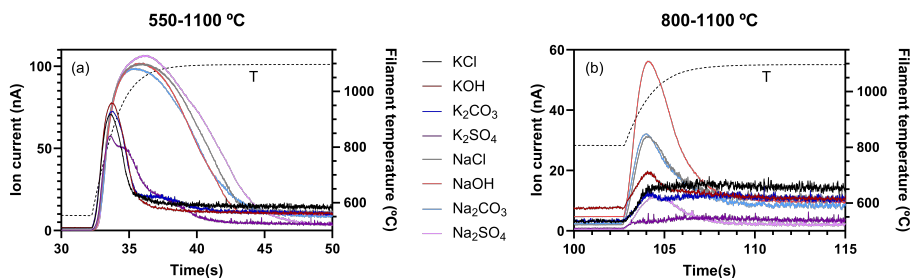 550-1100 ºC
800-1100 ºC
(a)
T
Ion current (nA)
100
50
0
30
35
40
45
50
Time(s)
1000
800
600
Filament temperature (ºC)
KCl
KOH
K₂CO₃
K₂SO₄
NaCl
NaOH
Na₂CO₃
Na₂SO₄
(b)
T
Ion current (nA)
60
40
20
0
100
105
110
115
Time(s)
1000
800
600
Filament temperature (ºC)